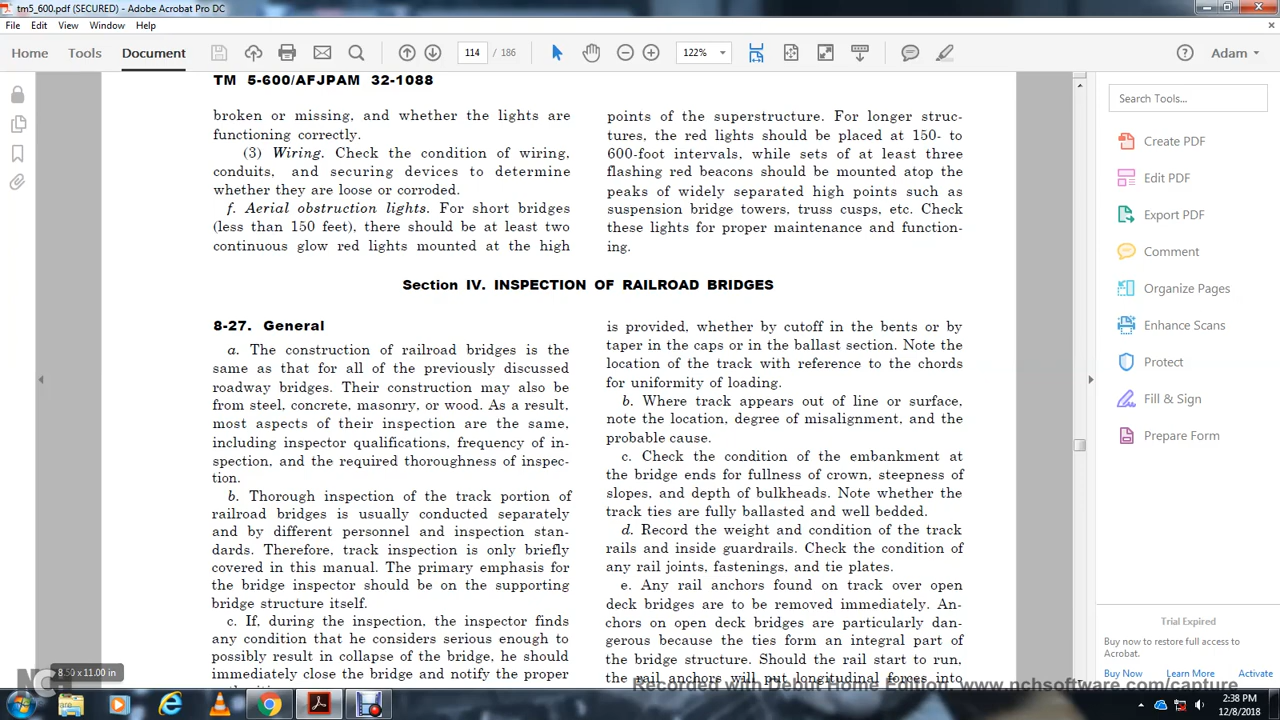 tm5_600.pdf (SECURED) - Adobe Acrobat Pro DC
File Edit View Window Help
Home Tools Document 114 / 186 122% Adam
TM 5-600/AFJPAM 32-1088
broken or missing, and whether the lights are
functioning correctly.
(3) Wiring. Check the condition of wiring,
conduits, and securing devices to determine
whether they are loose or corroded.
f. Aerial obstruction lights. For short bridges
(less than 150 feet), there should be at least two
continuous glow red lights mounted at the high
points of the superstructure. For longer struc-
tures, the red lights should be placed at 150- to
600-foot intervals, while sets of at least three
flashing red beacons should be mounted atop the
peaks of widely separated high points such as
suspension bridge towers, truss cusps, etc. Check
these lights for proper maintenance and function-
ing.
Section IV. INSPECTION OF RAILROAD BRIDGES
8-27. General
a. The construction of railroad bridges is the
same as that for all of the previously discussed
roadway bridges. Their construction may also be
from steel, concrete, masonry, or wood. As a result,
most aspects of their inspection are the same,
including inspector qualifications, frequency of in-
spection, and the required thoroughness of inspec-
tion.
b. Thorough inspection of the track portion of
railroad bridges is usually conducted separately
and by different personnel and inspection stan-
dards. Therefore, track inspection is only briefly
covered in this manual. The primary emphasis for
the bridge inspector should be on the supporting
bridge structure itself.
c. If, during the inspection, the inspector finds
any condition that he considers serious enough to
possibly result in collapse of the bridge, he should
immediately close the bridge and notify the proper
is provided, whether by cutoff in the bents or by
taper in the caps or in the ballast section. Note the
location of the track with reference to the chords
for uniformity of loading.
b. Where track appears out of line or surface,
note the location, degree of misalignment, and the
probable cause.
c. Check the condition of the embankment at
the bridge ends for fullness of crown, steepness of
slopes, and depth of bulkheads. Note whether the
track ties are fully ballasted and well bedded.
d. Record the weight and condition of the track
rails and inside guardrails. Check the condition of
any rail joints, fastenings, and tie plates.
e. Any rail anchors found on track over open
deck bridges are to be removed immediately. An-
chors on open deck bridges are particularly dan-
gerous because the ties form an integral part of
the bridge structure. Should the rail start to run,
the rail anchors will put longitudinal forces into
Search Tools...
Create PDF
Edit PDF
Export PDF
Comment
Organize Pages
Enhance Scans
Protect
Fill & Sign
Prepare Form
Trial Expired
Buy now to restore full access to
Acrobat.
Buy Now Learn More Activate
8.50 x 11.00 in
NCH
Recorded with Debut Home Edition. www.nchsoftware.com/capture
2:38 PM
12/8/2018